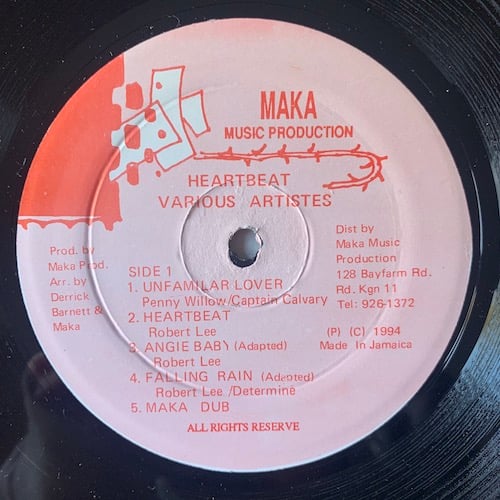 MAKA
MUSIC PRODUCTION
HEARTBEAT
VARIOUS ARTISTES
Prod. by
Maka Prod.
Arr. by
Derrick
Barnett &
Maka
Dist by
Maka Music
Production
128 Bayfarm Rd.
Rd. Kgn 11
Tel: 926-1372
(P) (C) 1994
Made In Jamaica
SIDE 1
1. UNFAMILAR LOVER
Penny Willow/Captain Calvary
2. HEARTBEAT
Robert Lee
3. ANGIE BABY (Adapted)
Robert Lee
4. FALLING RAIN (Adapted)
Robert Lee /Determine
5. MAKA DUB
ALL RIGHTS RESERVE